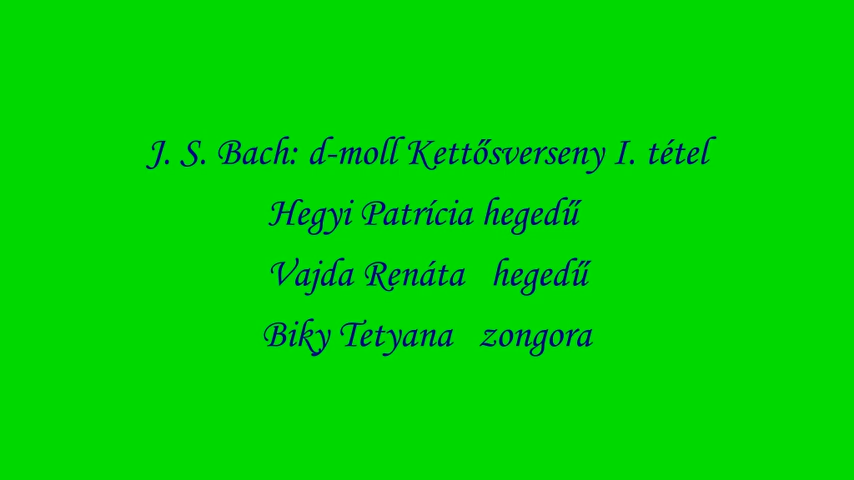 J. S. Bach: d-moll Kettősverseny I. tétel
Hegyi Patrícia hegedű
Vajda Renáta hegedű
Biky Tetyana zongora